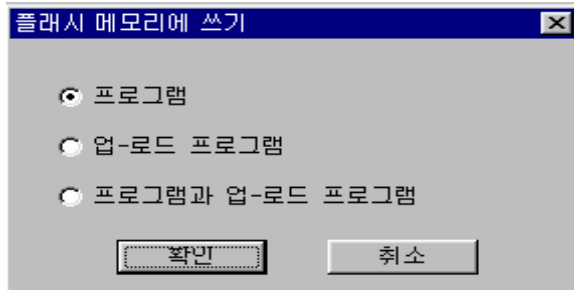 플래시 메모리에 쓰기
프로그램
업-로드 프로그램
프로그램과 업-로드 프로그램
확인 취소